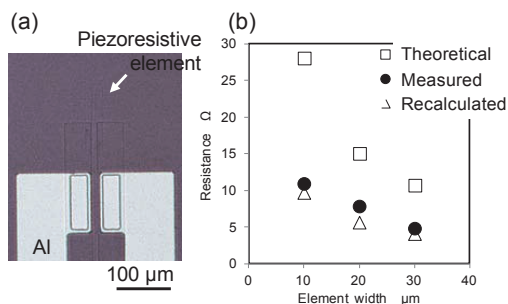 (a)
Piezoresistive
element
Al
100 μm
(b)
30
25
20
15
10
5
0
Resistance Ω
0
10
20
30
40
Element width μm
Theoretical
Measured
Recalculated